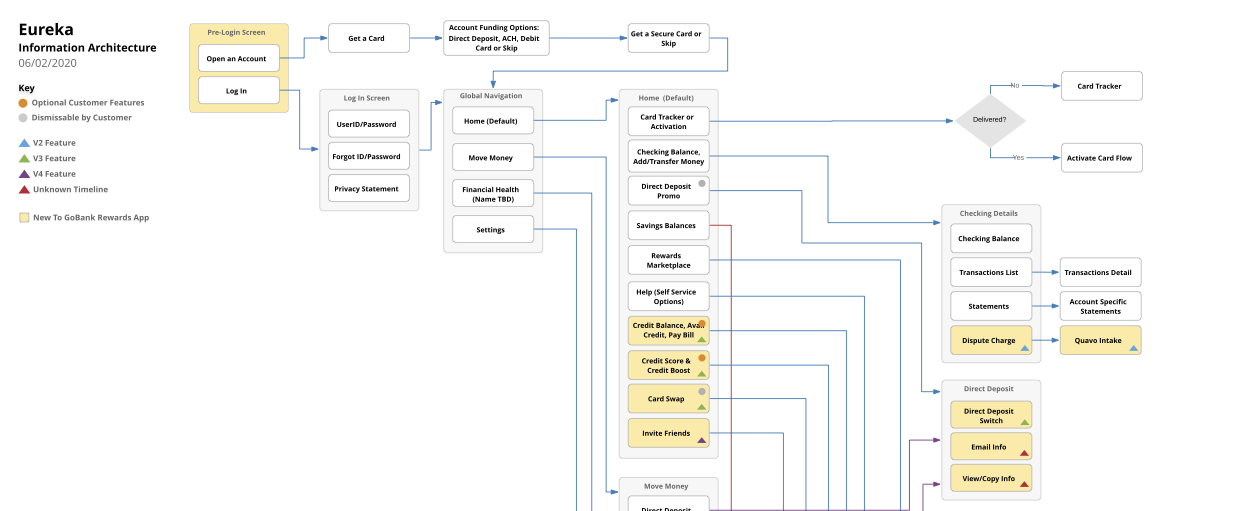 Eureka
Information Architecture
06/02/2020
Key
Optional Customer Features
Dismissable by Customer
V2 Feature
V3 Feature
V4 Feature
Unknown Timeline
New To GoBank Rewards App
Pre-Login Screen
Open an Account
Log In
Get a Card
Account Funding Options:
Direct Deposit, ACH, Debit
Card or Skip
Get a Secure Card or
Skip
Log In Screen
UserID/Password
Forgot ID/Password
Privacy Statement
Global Navigation
Home (Default)
Move Money
Financial Health
(Name TBD)
Settings
Home (Default)
Card Tracker or
Activation
Checking Balance,
Add/Transfer Money
Direct Deposit
Promo
Savings Balances
Rewards
Marketplace
Help (Self Service
Options)
Credit Balance, Avail
Credit, Pay Bill
Credit Score &
Credit Boost
Card Swap
Invite Friends
Move Money
Direct Deposit
Delivered?
No
Yes
Card Tracker
Activate Card Flow
Checking Details
Checking Balance
Transactions List
Transactions Detail
Statements
Account Specific
Statements
Dispute Charge
Quavo Intake
Direct Deposit
Direct Deposit
Switch
Email Info
View/Copy Info